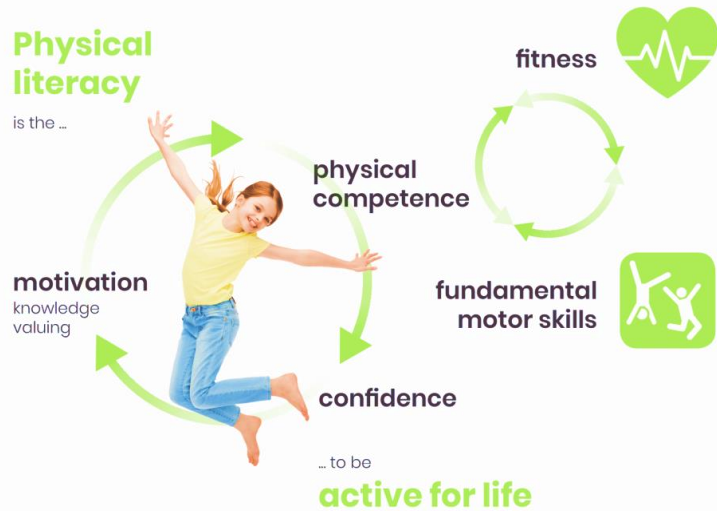 Physical
literacy
is the ...
motivation
knowledge
valuing
physical
competence
confidence
... to be
active for life
fitness
fundamental
motor skills